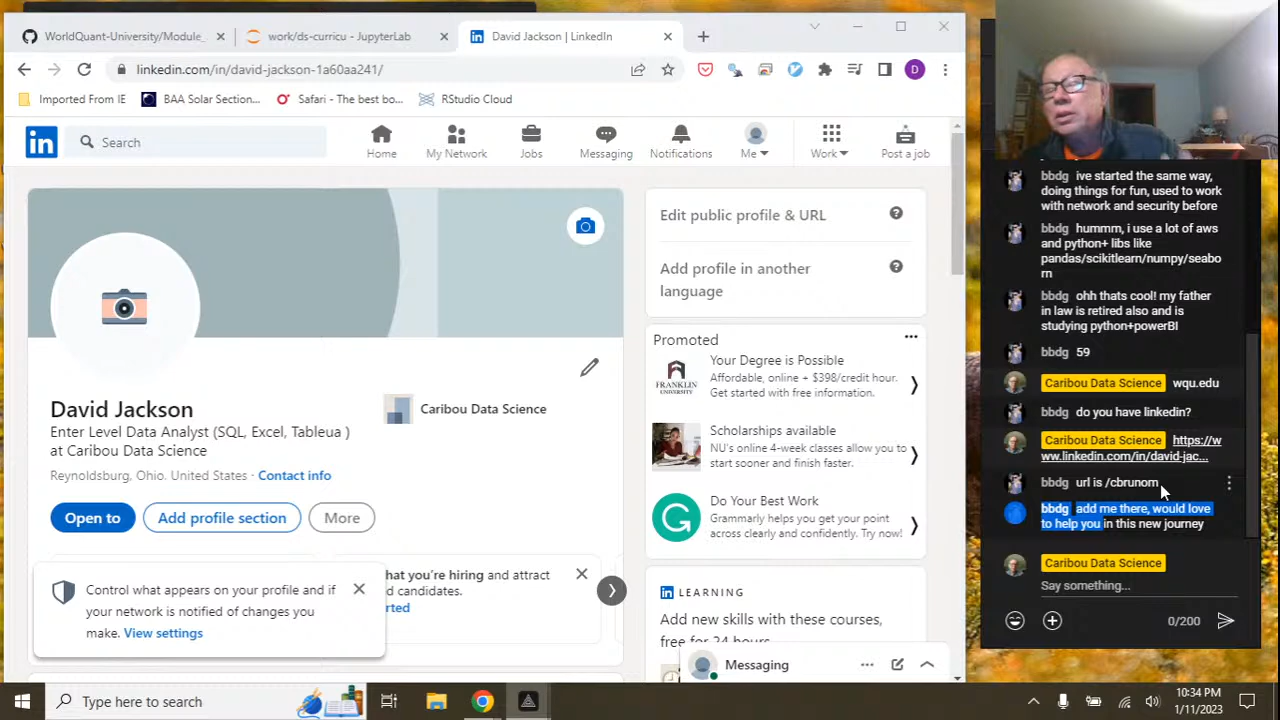 WorldQuant-University/Module_
work/ds-curricu - JupyterLab
David Jackson | LinkedIn
linkedin.com/in/david-jackson-1a60aa241/
D
Imported From IE
BAA Solar Section...
Safari - The best bo...
RStudio Cloud
in
Search
Home
My Network
Jobs
Messaging
Notifications
Me
Work
Post a job
David Jackson
Enter Level Data Analyst (SQL, Excel, Tableua )
at Caribou Data Science
Reynoldsburg, Ohio. United States · Contact info
Caribou Data Science
Open to
Add profile section
More
hat you're hiring and attract
d candidates.
rted
Control what appears on your profile and if
your network is notified of changes you
make. View settings
Edit public profile & URL
Add profile in another
language
Promoted
FRANKLIN
UNIVERSITY
Your Degree is Possible
Affordable, online + $398/credit hour.
Get started with free information.
Scholarships available
NU's online 4-week classes allow you to
start sooner and finish faster.
Do Your Best Work
Grammarly helps you get your point
across clearly and confidently. Try now!
in LEARNING
Add new skills with these courses,
free for 24 hours
Messaging
bbdg ive started the same way,
doing things for fun, used to work
with network and security before
bbdg hummm, i use a lot of aws
and python+ libs like
pandas/scikitlearn/numpy/seabo
rn
bbdg ohh thats cool! my father
in law is retired also and is
studying python+powerBI
bbdg 59
Caribou Data Science wqu.edu
bbdg do you have linkedin?
Caribou Data Science https://w
ww.linkedin.com/in/david-jac...
bbdg url is /cbrunom
bbdg add me there, would love
to help you in this new journey
Caribou Data Science
Say something...
0/200
Type here to search
10:34 PM
1/11/2023